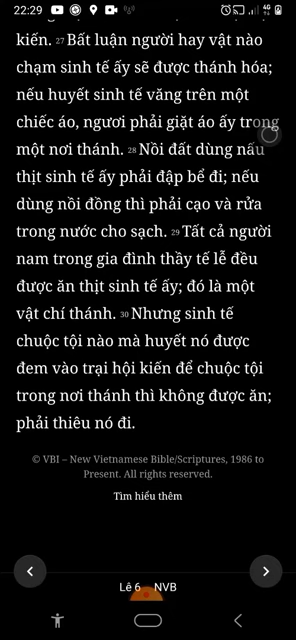 22:29
4G
kiến. 27 Bất luận người hay vật nào
chạm sinh tế ấy sẽ được thánh hóa;
nếu huyết sinh tế văng trên một
chiếc áo, ngươi phải giặt áo ấy trong
một nơi thánh. 28 Nồi đất dùng nấu
thịt sinh tế ấy phải đập bể đi; nếu
dùng nồi đồng thì phải cạo và rửa
trong nước cho sạch. 29 Tất cả người
nam trong gia đình thầy tế lễ đều
được ăn thịt sinh tế ấy; đó là một
vật chí thánh. 30 Nhưng sinh tế
chuộc tội nào mà huyết nó được
đem vào trại hội kiến để chuộc tội
trong nơi thánh thì không được ăn;
phải thiêu nó đi.
© VBI – New Vietnamese Bible/Scriptures, 1986 to
Present. All rights reserved.
Tìm hiểu thêm
Lê 6 NVB